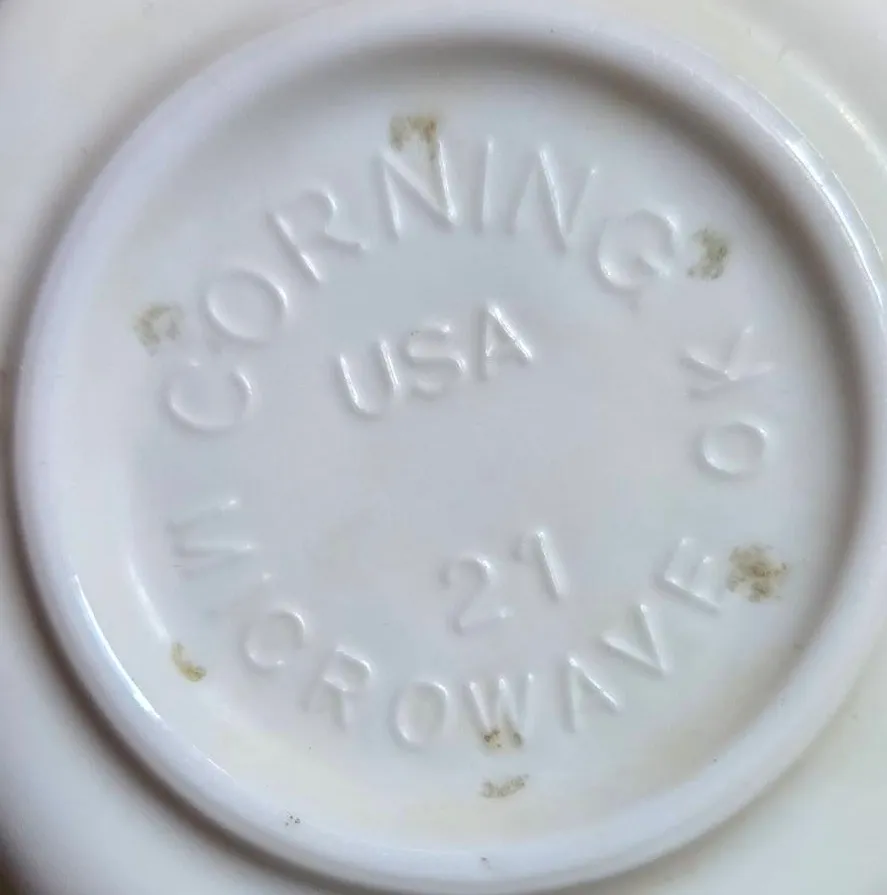 CORNING
USA
21
MICROWAVE OK